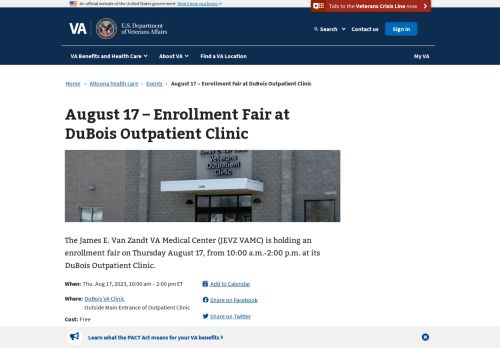 An official website of the United States government Here's how you know
Talk to the Veterans Crisis Line now
VA
U.S. Department
of Veterans Affairs
Search
Contact us
Sign in
VA Benefits and Health Care
About VA
Find a VA Location
My VA
Home › Altoona health care › Events › August 17 – Enrollment Fair at DuBois Outpatient Clinic
August 17 – Enrollment Fair at
DuBois Outpatient Clinic
Veterans
Outpatient Clinic
The James E. Van Zandt VA Medical Center (JEVZ VAMC) is holding an
enrollment fair on Thursday August 17, from 10:00 a.m.-2:00 p.m. at its
DuBois Outpatient Clinic.
When: Thu. Aug 17, 2023, 10:00 am – 2:00 pm ET
Add to Calendar
Where: DuBois VA Clinic
Outside Main Entrance of Outpatient Clinic
Share on Facebook
Cost: Free
Share on Twitter
Learn what the PACT Act means for your VA benefits